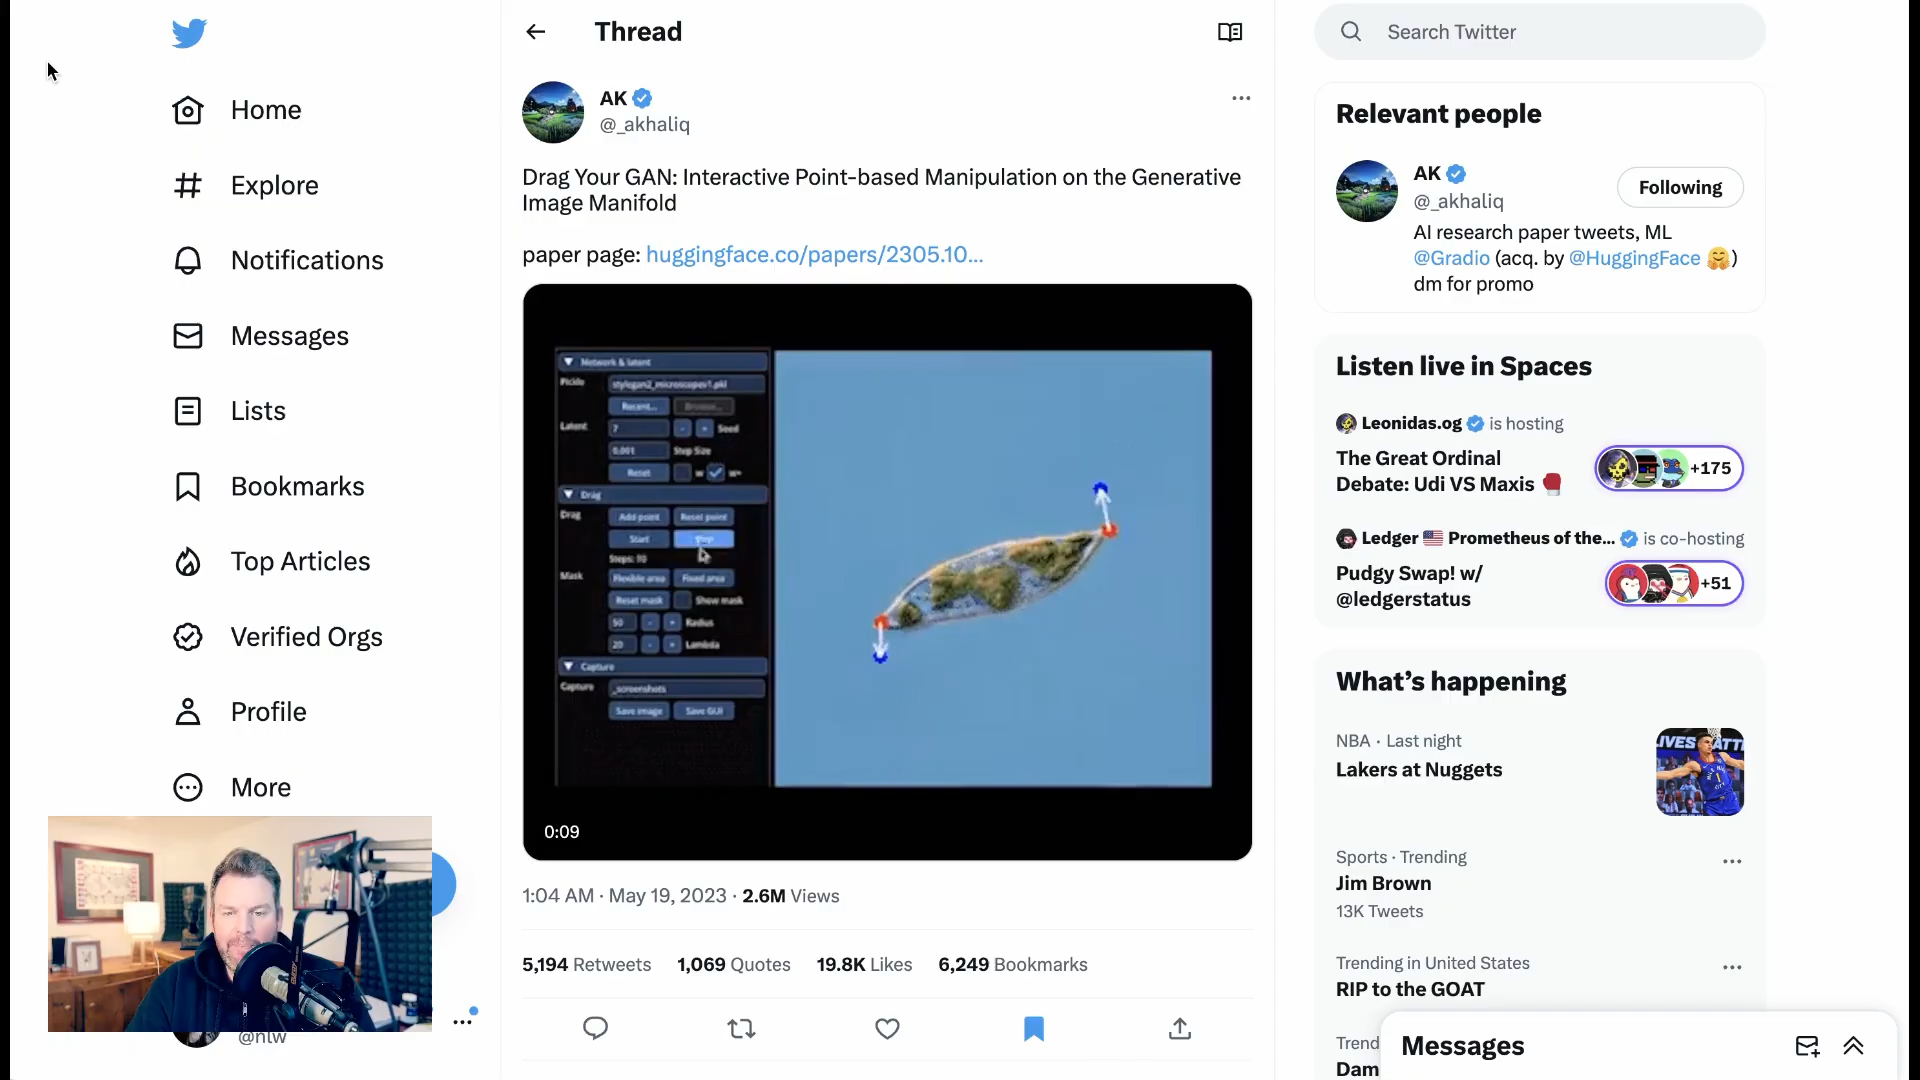 Home
Explore
Notifications
Messages
Lists
Bookmarks
Top Articles
Verified Orgs
Profile
More
@nlw
Thread
AK
@_akhaliq
Drag Your GAN: Interactive Point-based Manipulation on the Generative
Image Manifold
paper page: huggingface.co/papers/2305.10...
Network & latent
Pickle
stylegan2_microscopev1.pkl
Recent...
Browse...
Latent
7
- + Seed
0.001
Step Size
Reset
w
w+
Drag
Drag
Add point
Reset point
Start
Stop
Steps: 90
Mask
Flexible area
Fixed area
Reset mask
Show mask
50 - + Radius
20 - + Lambda
Capture
Capture
_screenshots
Save image
Save GUI
0:09
1:04 AM · May 19, 2023 · 2.6M Views
5,194 Retweets 1,069 Quotes 19.8K Likes 6,249 Bookmarks
Search Twitter
Relevant people
AK
Following
@_akhaliq
AI research paper tweets, ML
@Gradio (acq. by @HuggingFace 🤗)
dm for promo
Listen live in Spaces
Leonidas.og is hosting
The Great Ordinal
Debate: Udi VS Maxis 🥊
+175
Ledger 🇺🇸 Prometheus of the... is co-hosting
Pudgy Swap! w/
@ledgerstatus
+51
What's happening
NBA · Last night
Lakers at Nuggets
Sports · Trending
Jim Brown
13K Tweets
Trending in United States
RIP to the GOAT
Trend
Dam
Messages